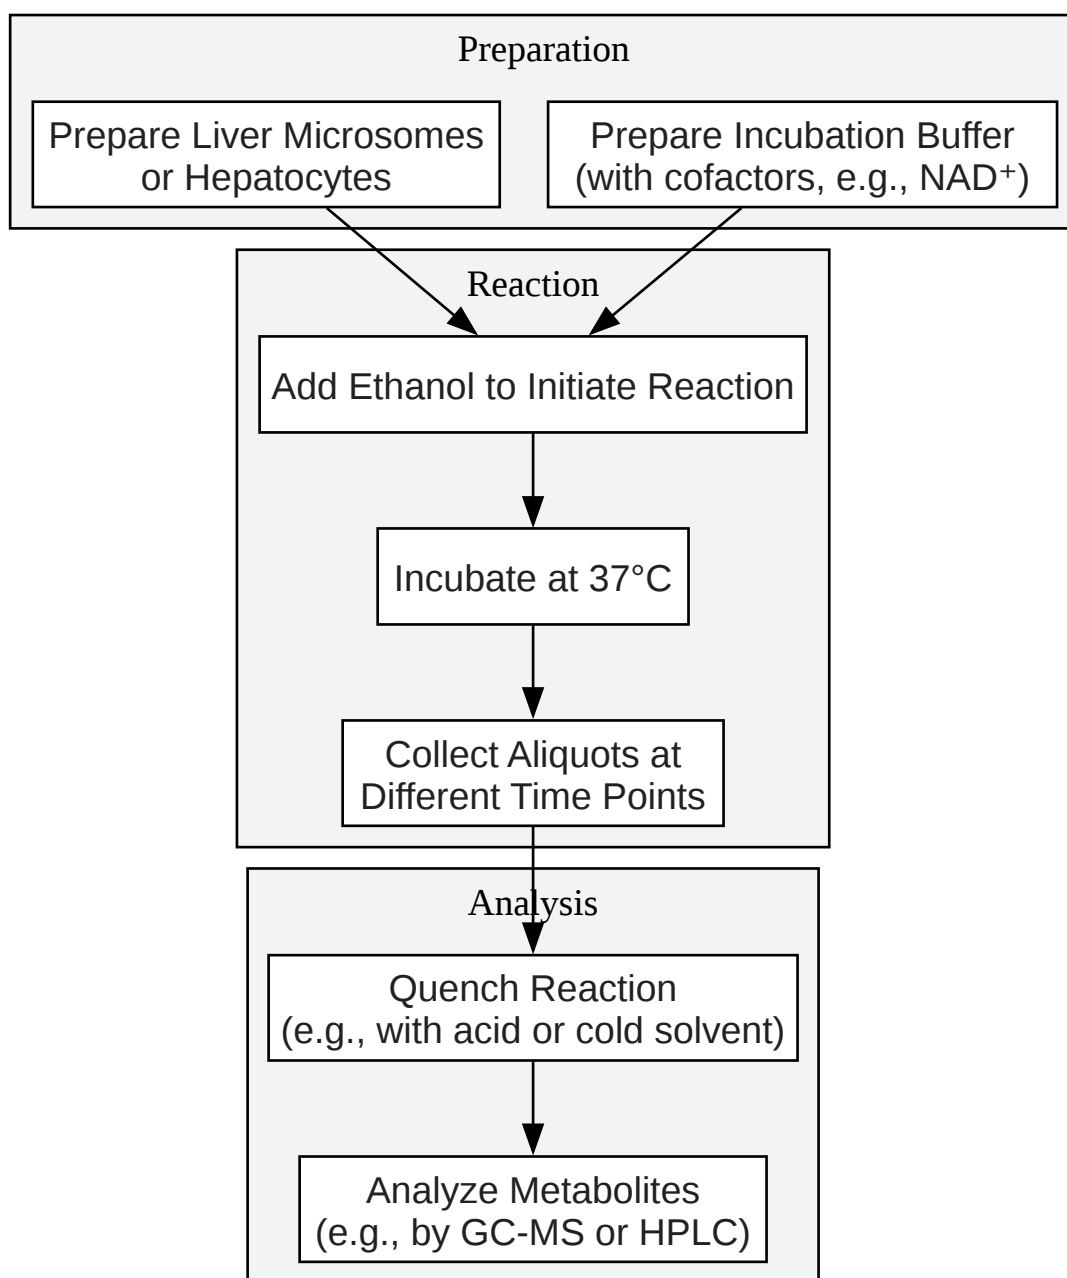 Preparation
Prepare Liver Microsomes
or Hepatocytes
Prepare Incubation Buffer
(with cofactors, e.g., NAD⁺)
Reaction
Add Ethanol to Initiate Reaction
Incubate at 37°C
Collect Aliquots at
Different Time Points
Analysis
Quench Reaction
(e.g., with acid or cold solvent)
Analyze Metabolites
(e.g., by GC-MS or HPLC)